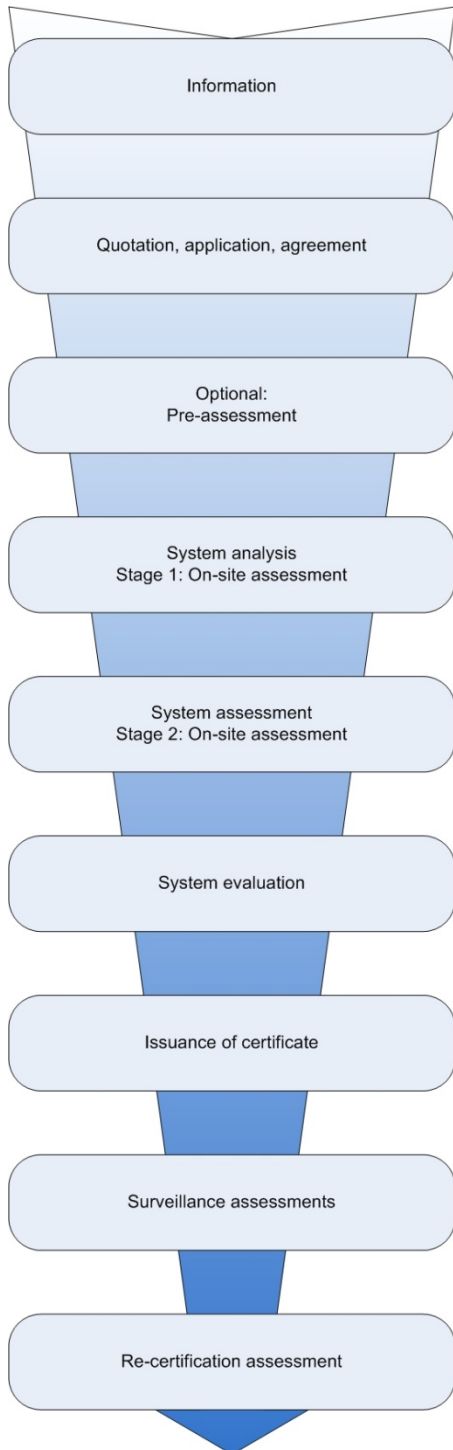 Information
Quotation, application, agreement
Optional:
Pre-assessment
System analysis
Stage 1: On-site assessment
System assessment
Stage 2: On-site assessment
System evaluation
Issuance of certificate
Surveillance assessments
Re-certification assessment